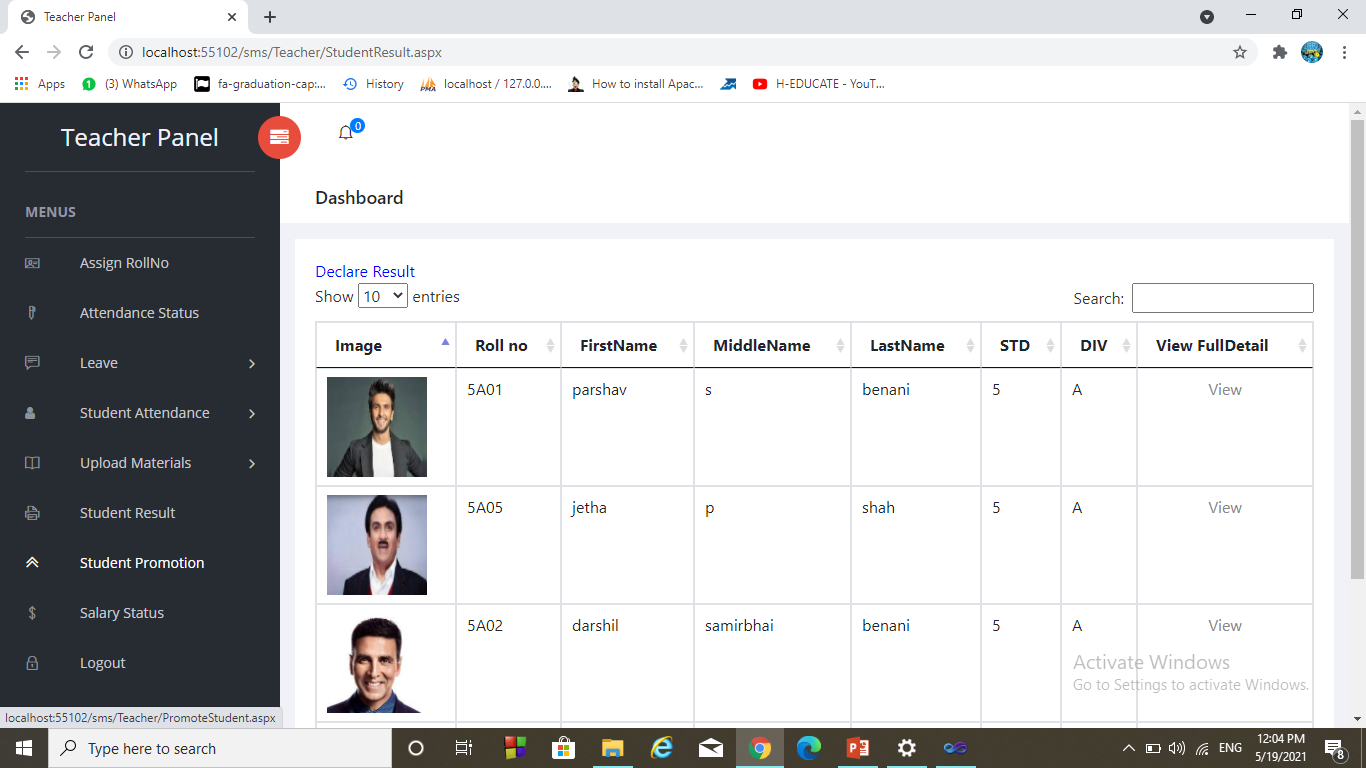 Teacher Panel
localhost:55102/sms/Teacher/StudentResult.aspx
Apps (3) WhatsApp fa-graduation-cap:... History localhost / 127.0.0.... How to install Apac... H-EDUCATE - YouT...
Teacher Panel
0
Dashboard
MENUS
Assign RollNo
Attendance Status
Leave
Student Attendance
Upload Materials
Student Result
Student Promotion
Salary Status
Logout
Declare Result
Show 10 entries
Search:
Image Roll no FirstName MiddleName LastName STD DIV View FullDetail
5A01 parshav s benani 5 A View
5A05 jetha p shah 5 A View
5A02 darshil samirbhai benani 5 A View
Activate Windows
Go to Settings to activate Windows.
localhost:55102/sms/Teacher/PromoteStudent.aspx
Type here to search
ENG
12:04 PM
5/19/2021
8